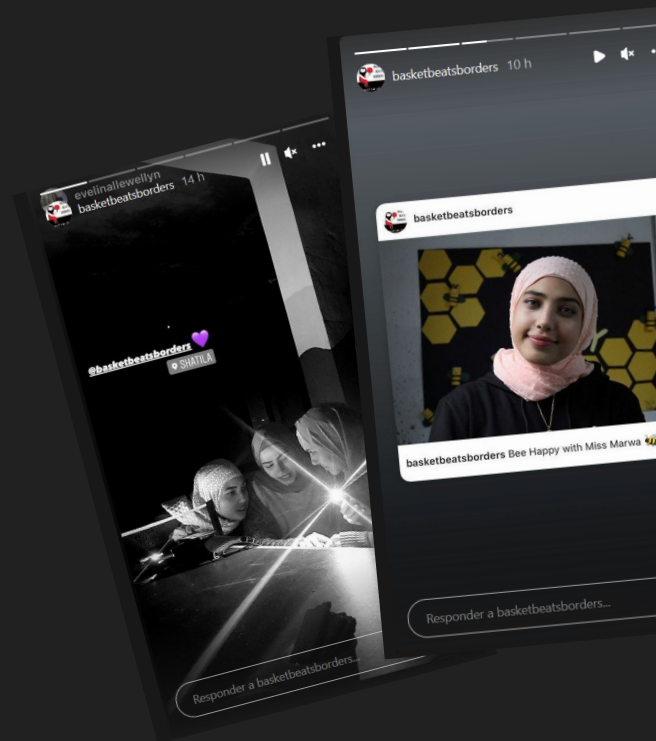 evelinallewellyn
basketbeatsborders 14 h
@basketbeatsborders💜
SHATILA
Responder a basketbeatsborders...
basketbeatsborders 10 h
basketbeatsborders
basketbeatsborders Bee Happy with Miss Marwa 🐝
Responder a basketbeatsborders...